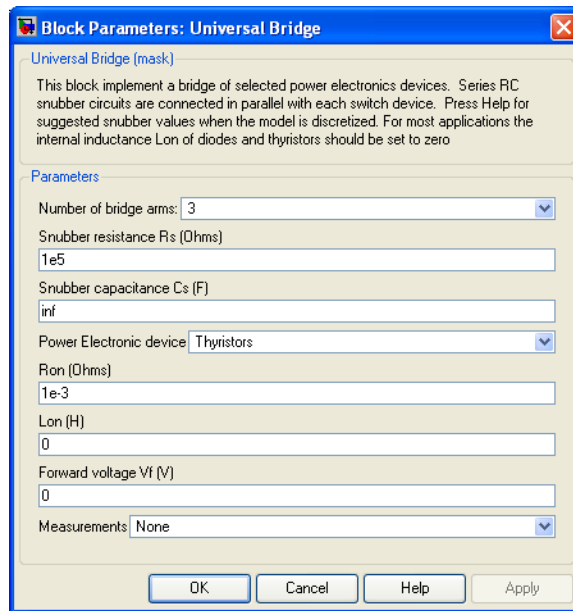 Block Parameters: Universal Bridge
Universal Bridge (mask)
This block implement a bridge of selected power electronics devices. Series RC
snubber circuits are connected in parallel with each switch device. Press Help for
suggested snubber values when the model is discretized. For most applications the
internal inductance Lon of diodes and thyristors should be set to zero
Parameters
Number of bridge arms: 3
Snubber resistance Rs (Ohms)
1e5
Snubber capacitance Cs (F)
inf
Power Electronic device Thyristors
Ron (Ohms)
1e-3
Lon (H)
0
Forward voltage Vf (V)
0
Measurements None
OK Cancel Help Apply